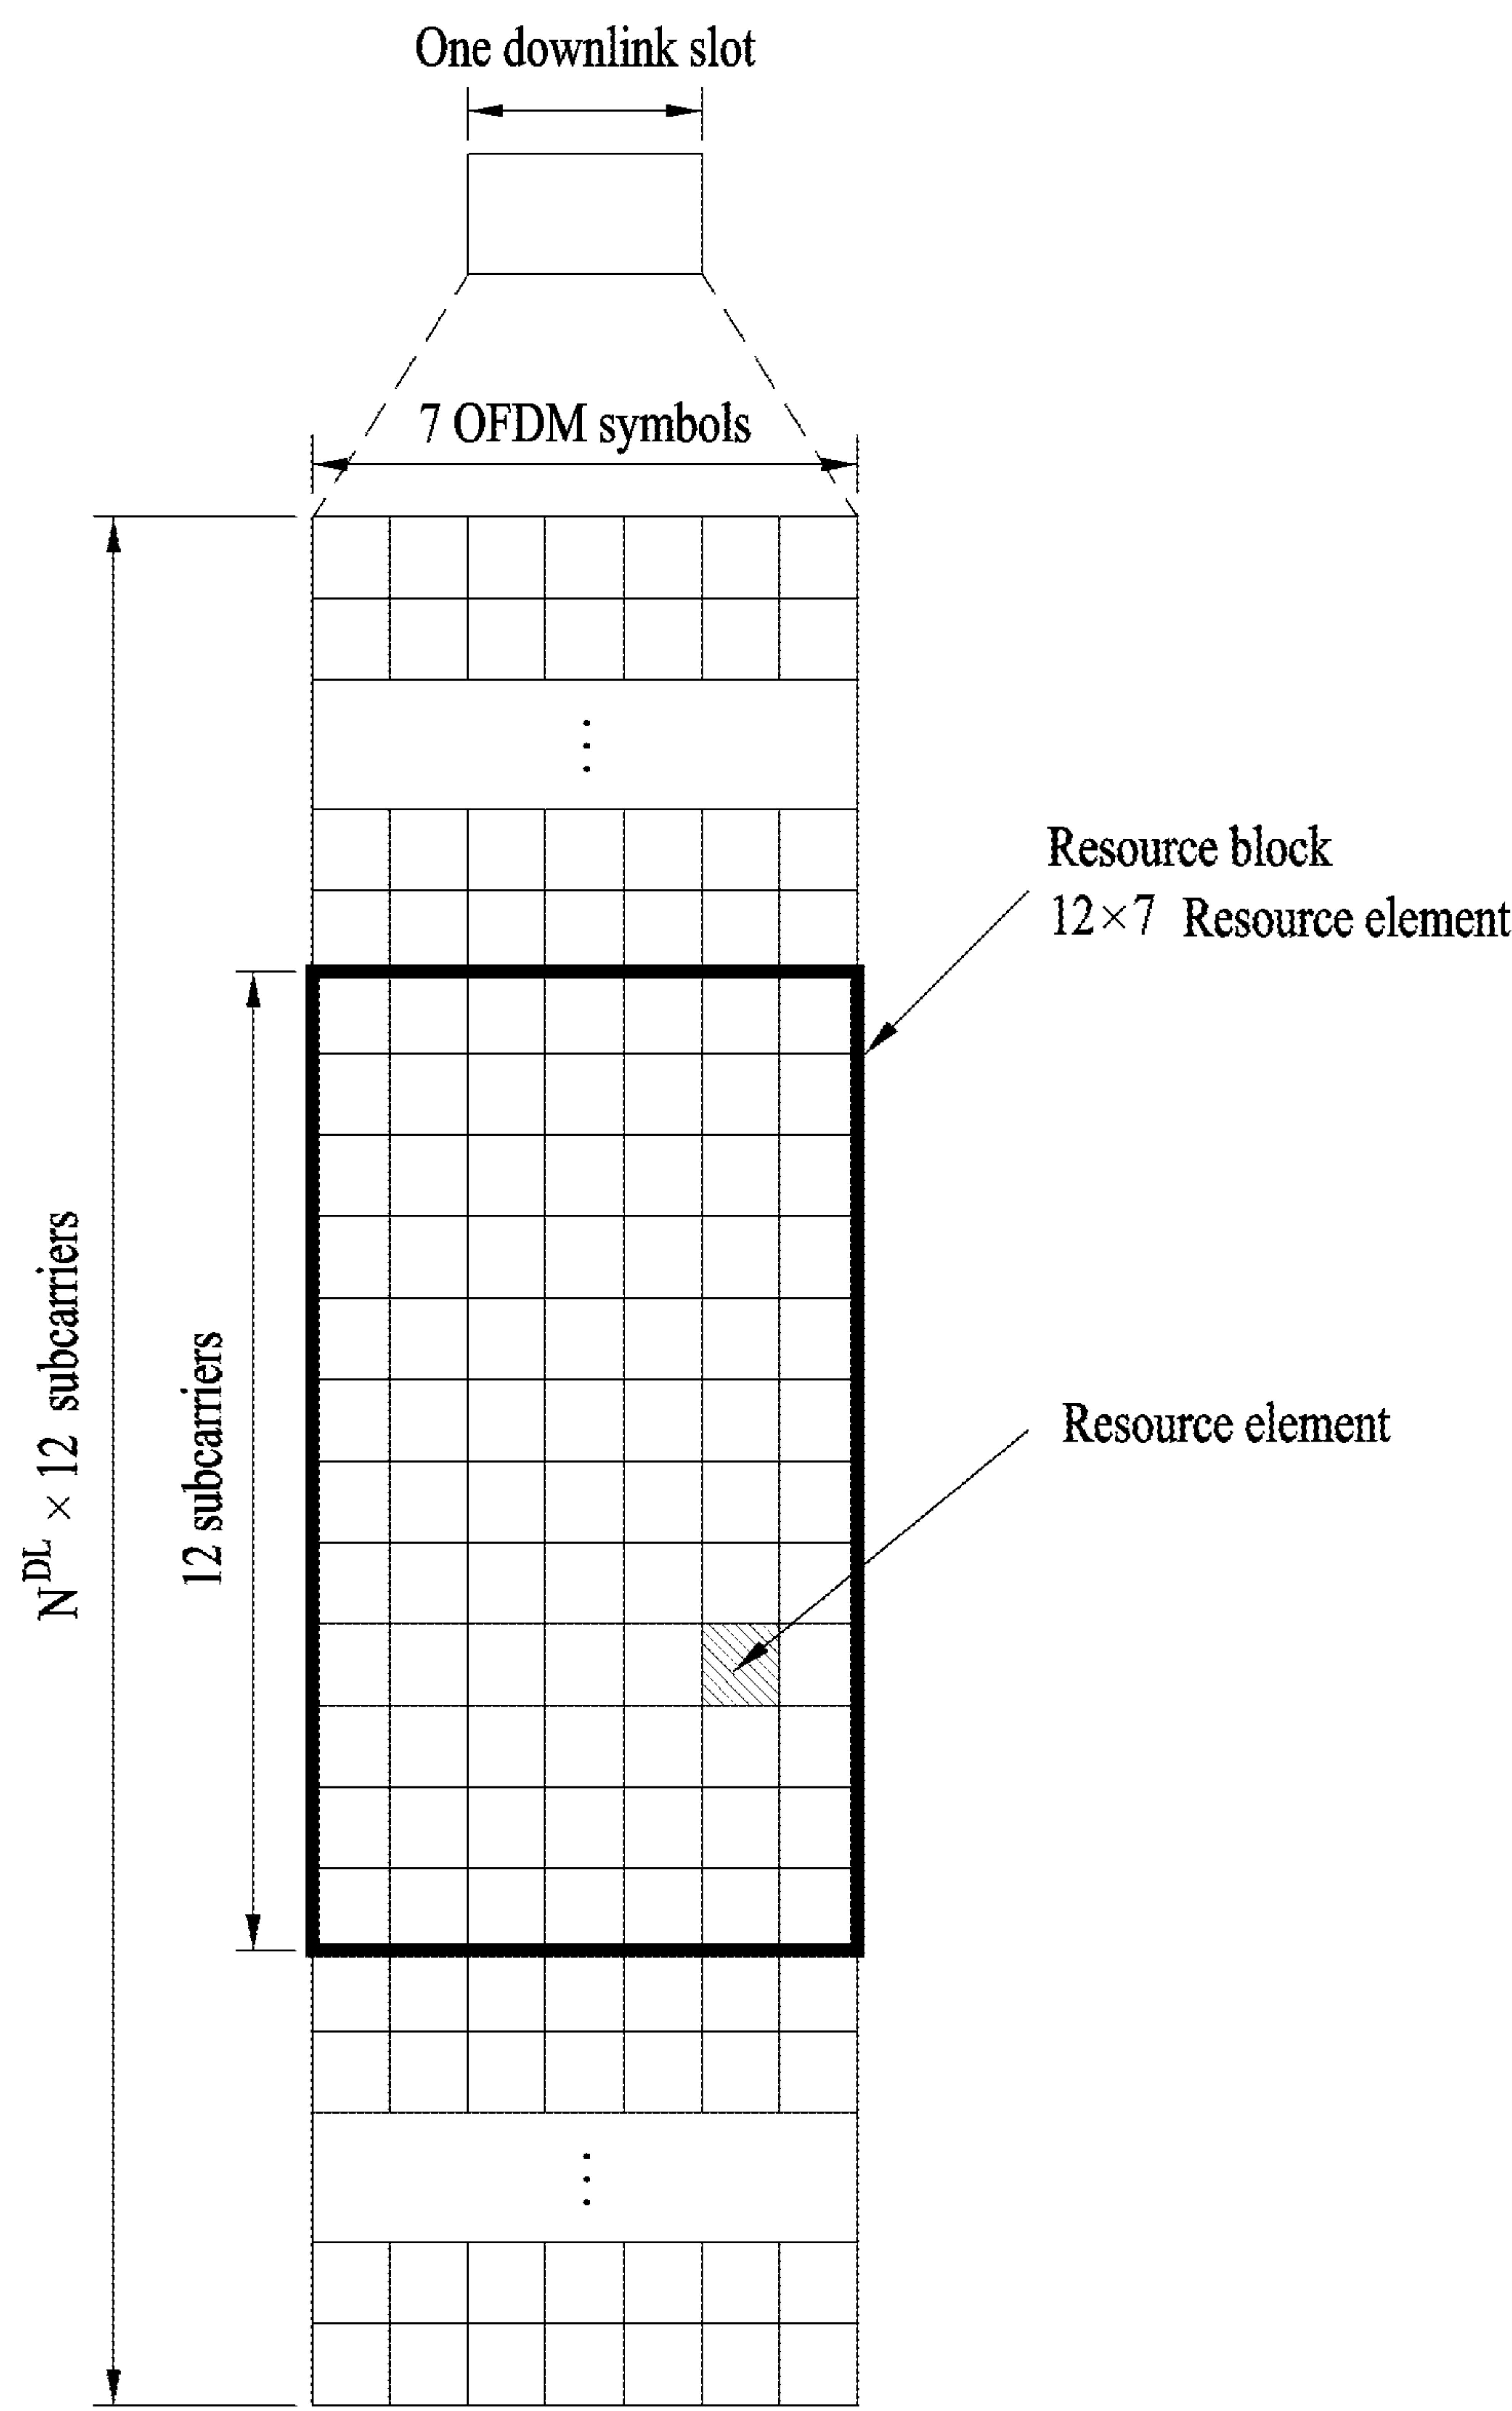 One downlink slot
7 OFDM symbols
Resource block
12×7 Resource element
N^DL × 12 subcarriers
12 subcarriers
Resource element